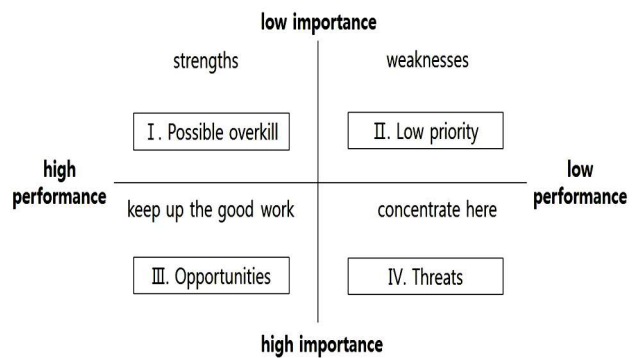 low importance
strengths
weaknesses
Ⅰ. Possible overkill
Ⅱ. Low priority
high
performance
low
performance
keep up the good work
concentrate here
Ⅲ. Opportunities
Ⅳ. Threats
high importance